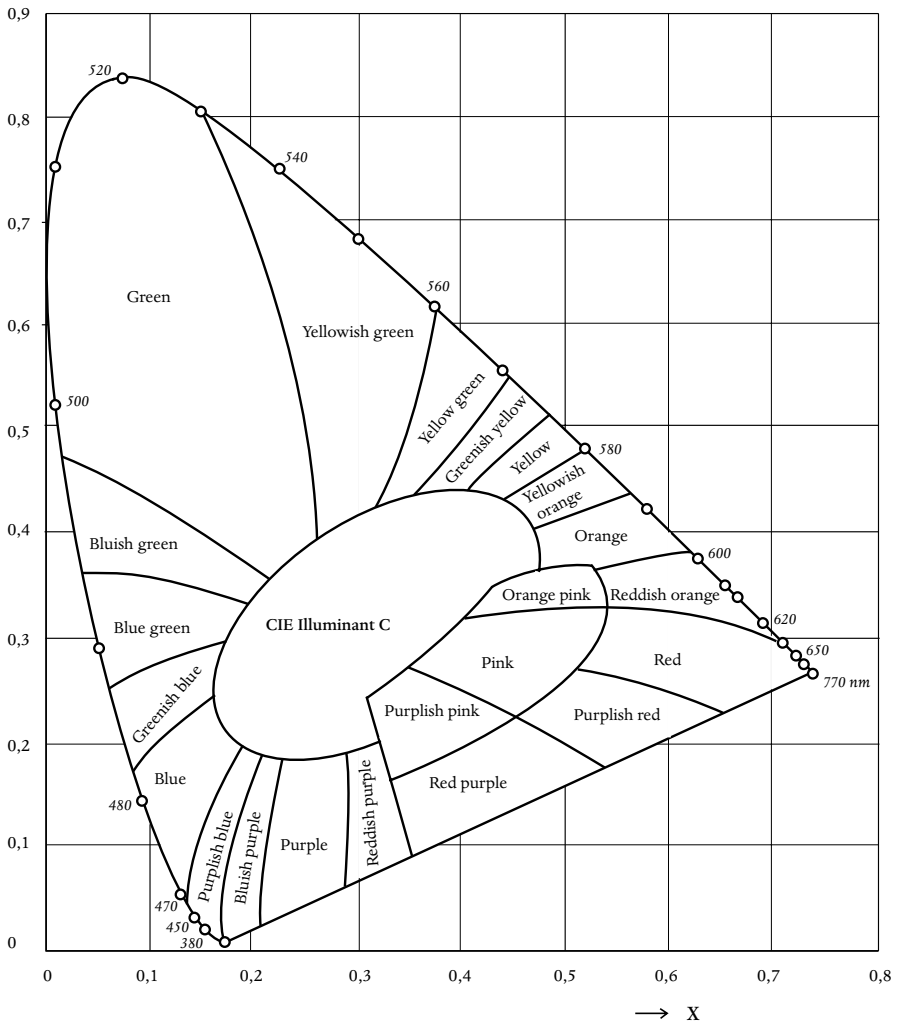 0,9
520
0,8
540
0,7
560
Green
0,6
Yellowish green
500
Yellow green
Greenish yellow
0,5
Yellow
580
Yellowish
orange
0,4
Bluish green
Orange
600
Orange pink
Reddish orange
Blue green
CIE Illuminant C
620
0,3
650
Pink
Red
770 nm
Greenish blue
Purplish pink
Purplish red
0,2
Blue
Red purple
480
Purplish blue
Bluish purple
Purple
Reddish purple
0,1
470
450
380
0
0
0,1
0,2
0,3
0,4
0,5
0,6
0,7
0,8
→ X